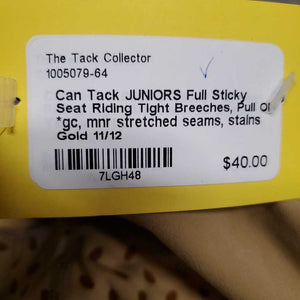 The Tack Collector
1005079-64
Can Tack JUNIORS Full Sticky
Seat Riding Tight Breeches, Pull
*gc, mnr stretched seams, stains
Gold 11/12
7LGH48
$40.00